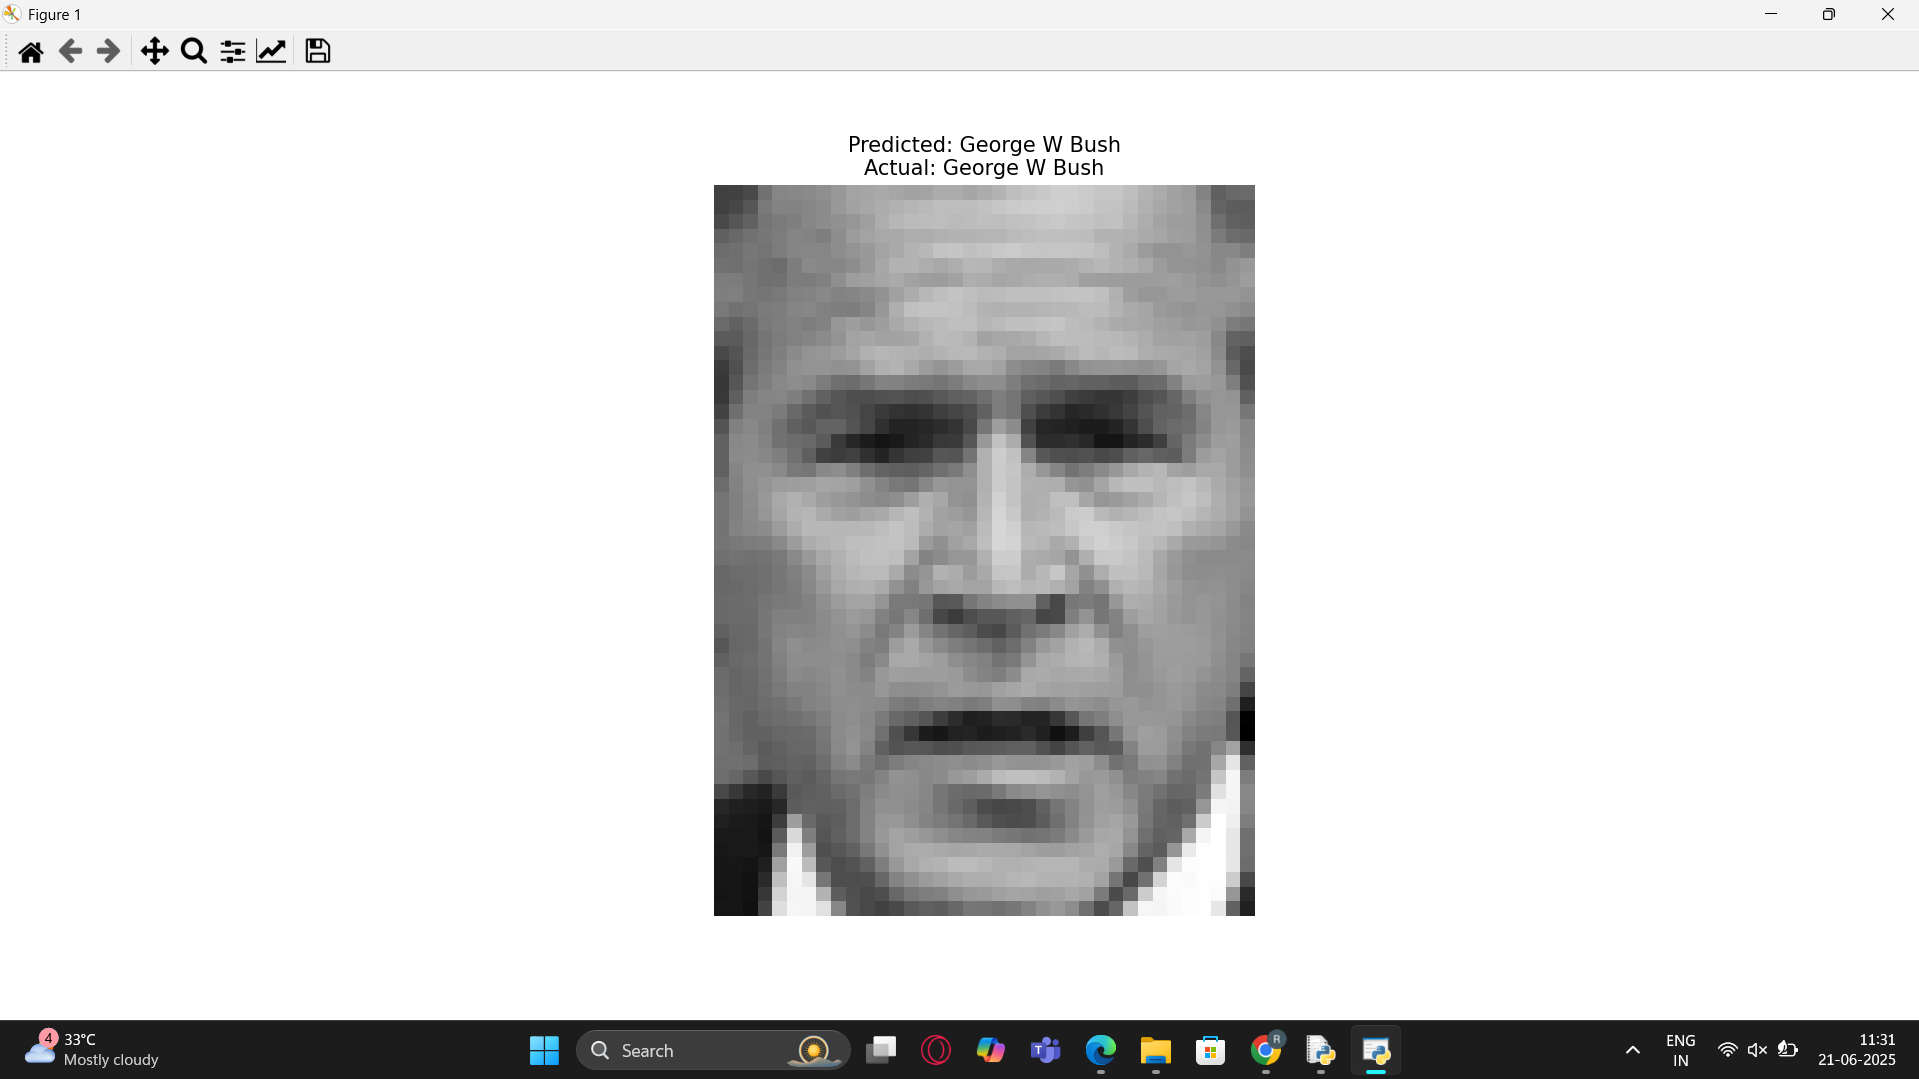 Figure 1
Predicted: George W Bush
Actual: George W Bush
4
33°C
Mostly cloudy
Search
T
R
ENG
IN
11:31
21-06-2025